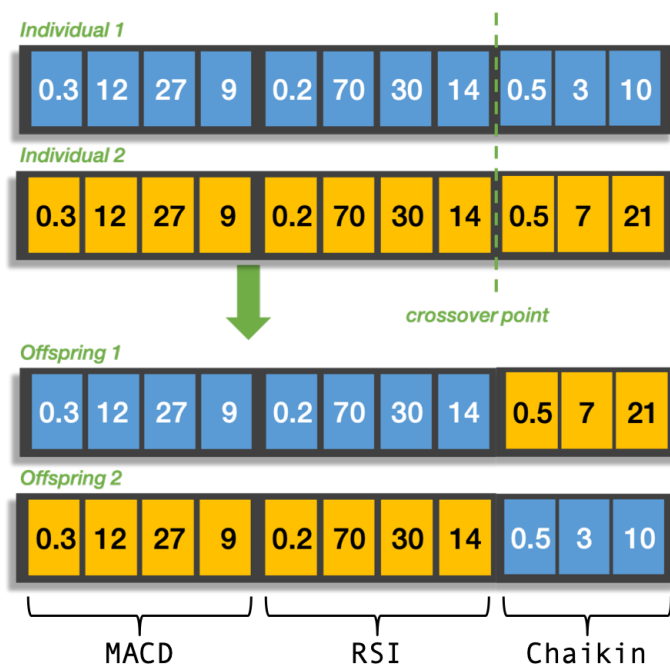 Individual 1
0.3 12 27 9 0.2 70 30 14 0.5 3 10
Individual 2
0.3 12 27 9 0.2 70 30 14 0.5 7 21
crossover point
Offspring 1
0.3 12 27 9 0.2 70 30 14 0.5 7 21
Offspring 2
0.3 12 27 9 0.2 70 30 14 0.5 3 10
MACD RSI Chaikin